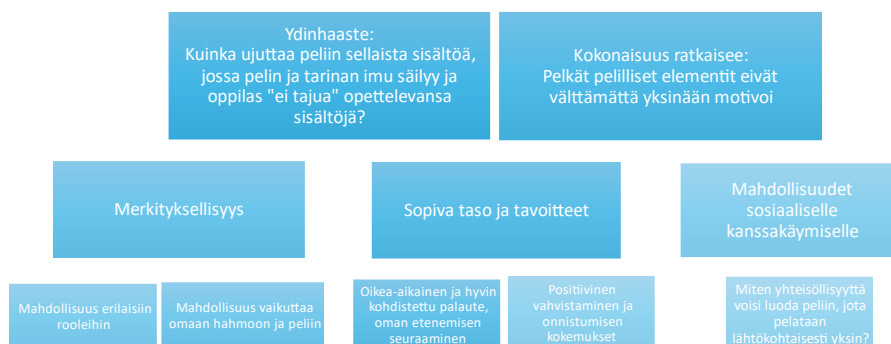 Ydinhaaste:
Kuinka ujuttaa peliin sellaista sisältöä,
jossa pelin ja tarinan imu säilyy ja
oppilas "ei tajua" opettelevansa
sisältöjä?
Kokonaisuus ratkaisee:
Pelkät pelilliset elementit eivät
välttämättä yksinään motivoi
Merkityksellisyys
Sopiva taso ja tavoitteet
Mahdollisuudet
sosiaaliselle
kanssakäymiselle
Mahdollisuus erilaisiin
rooleihin
Mahdollisuus vaikuttaa
omaan hahmoon ja peliin
Oikea-aikainen ja hyvin
kohdistettu palaute,
oman etenemisen
seuraaminen
Positiivinen
vahvistaminen ja
onnistumisen
kokemukset
Miten yhteisöllisyyttä
voisi luoda peliin, jota
pelataan
lähtökohtaisesti yksin?